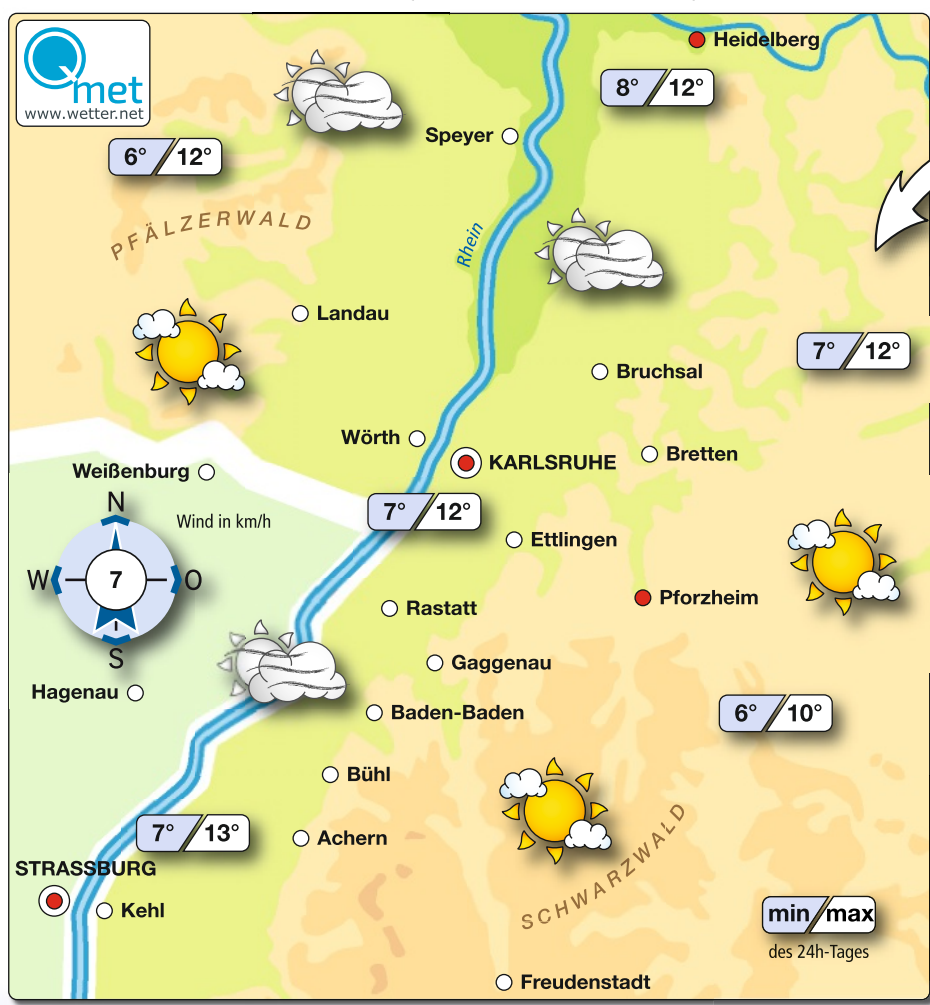 met
www.wetter.net
Heidelberg
8° 12°
Speyer
6° 12°
PFÄLZERWALD
Rhein
Landau
7° 12°
Bruchsal
Wörth
KARLSRUHE
Bretten
Weißenburg
N
Wind in km/h
7° 12°
Ettlingen
W 7 O
S
Rastatt
Pforzheim
Gaggenau
Hagenau
Baden-Baden
6° 10°
Bühl
7° 13°
Achern
SCHWARZWALD
STRASSBURG
Kehl
min max
des 24h-Tages
Freudenstadt